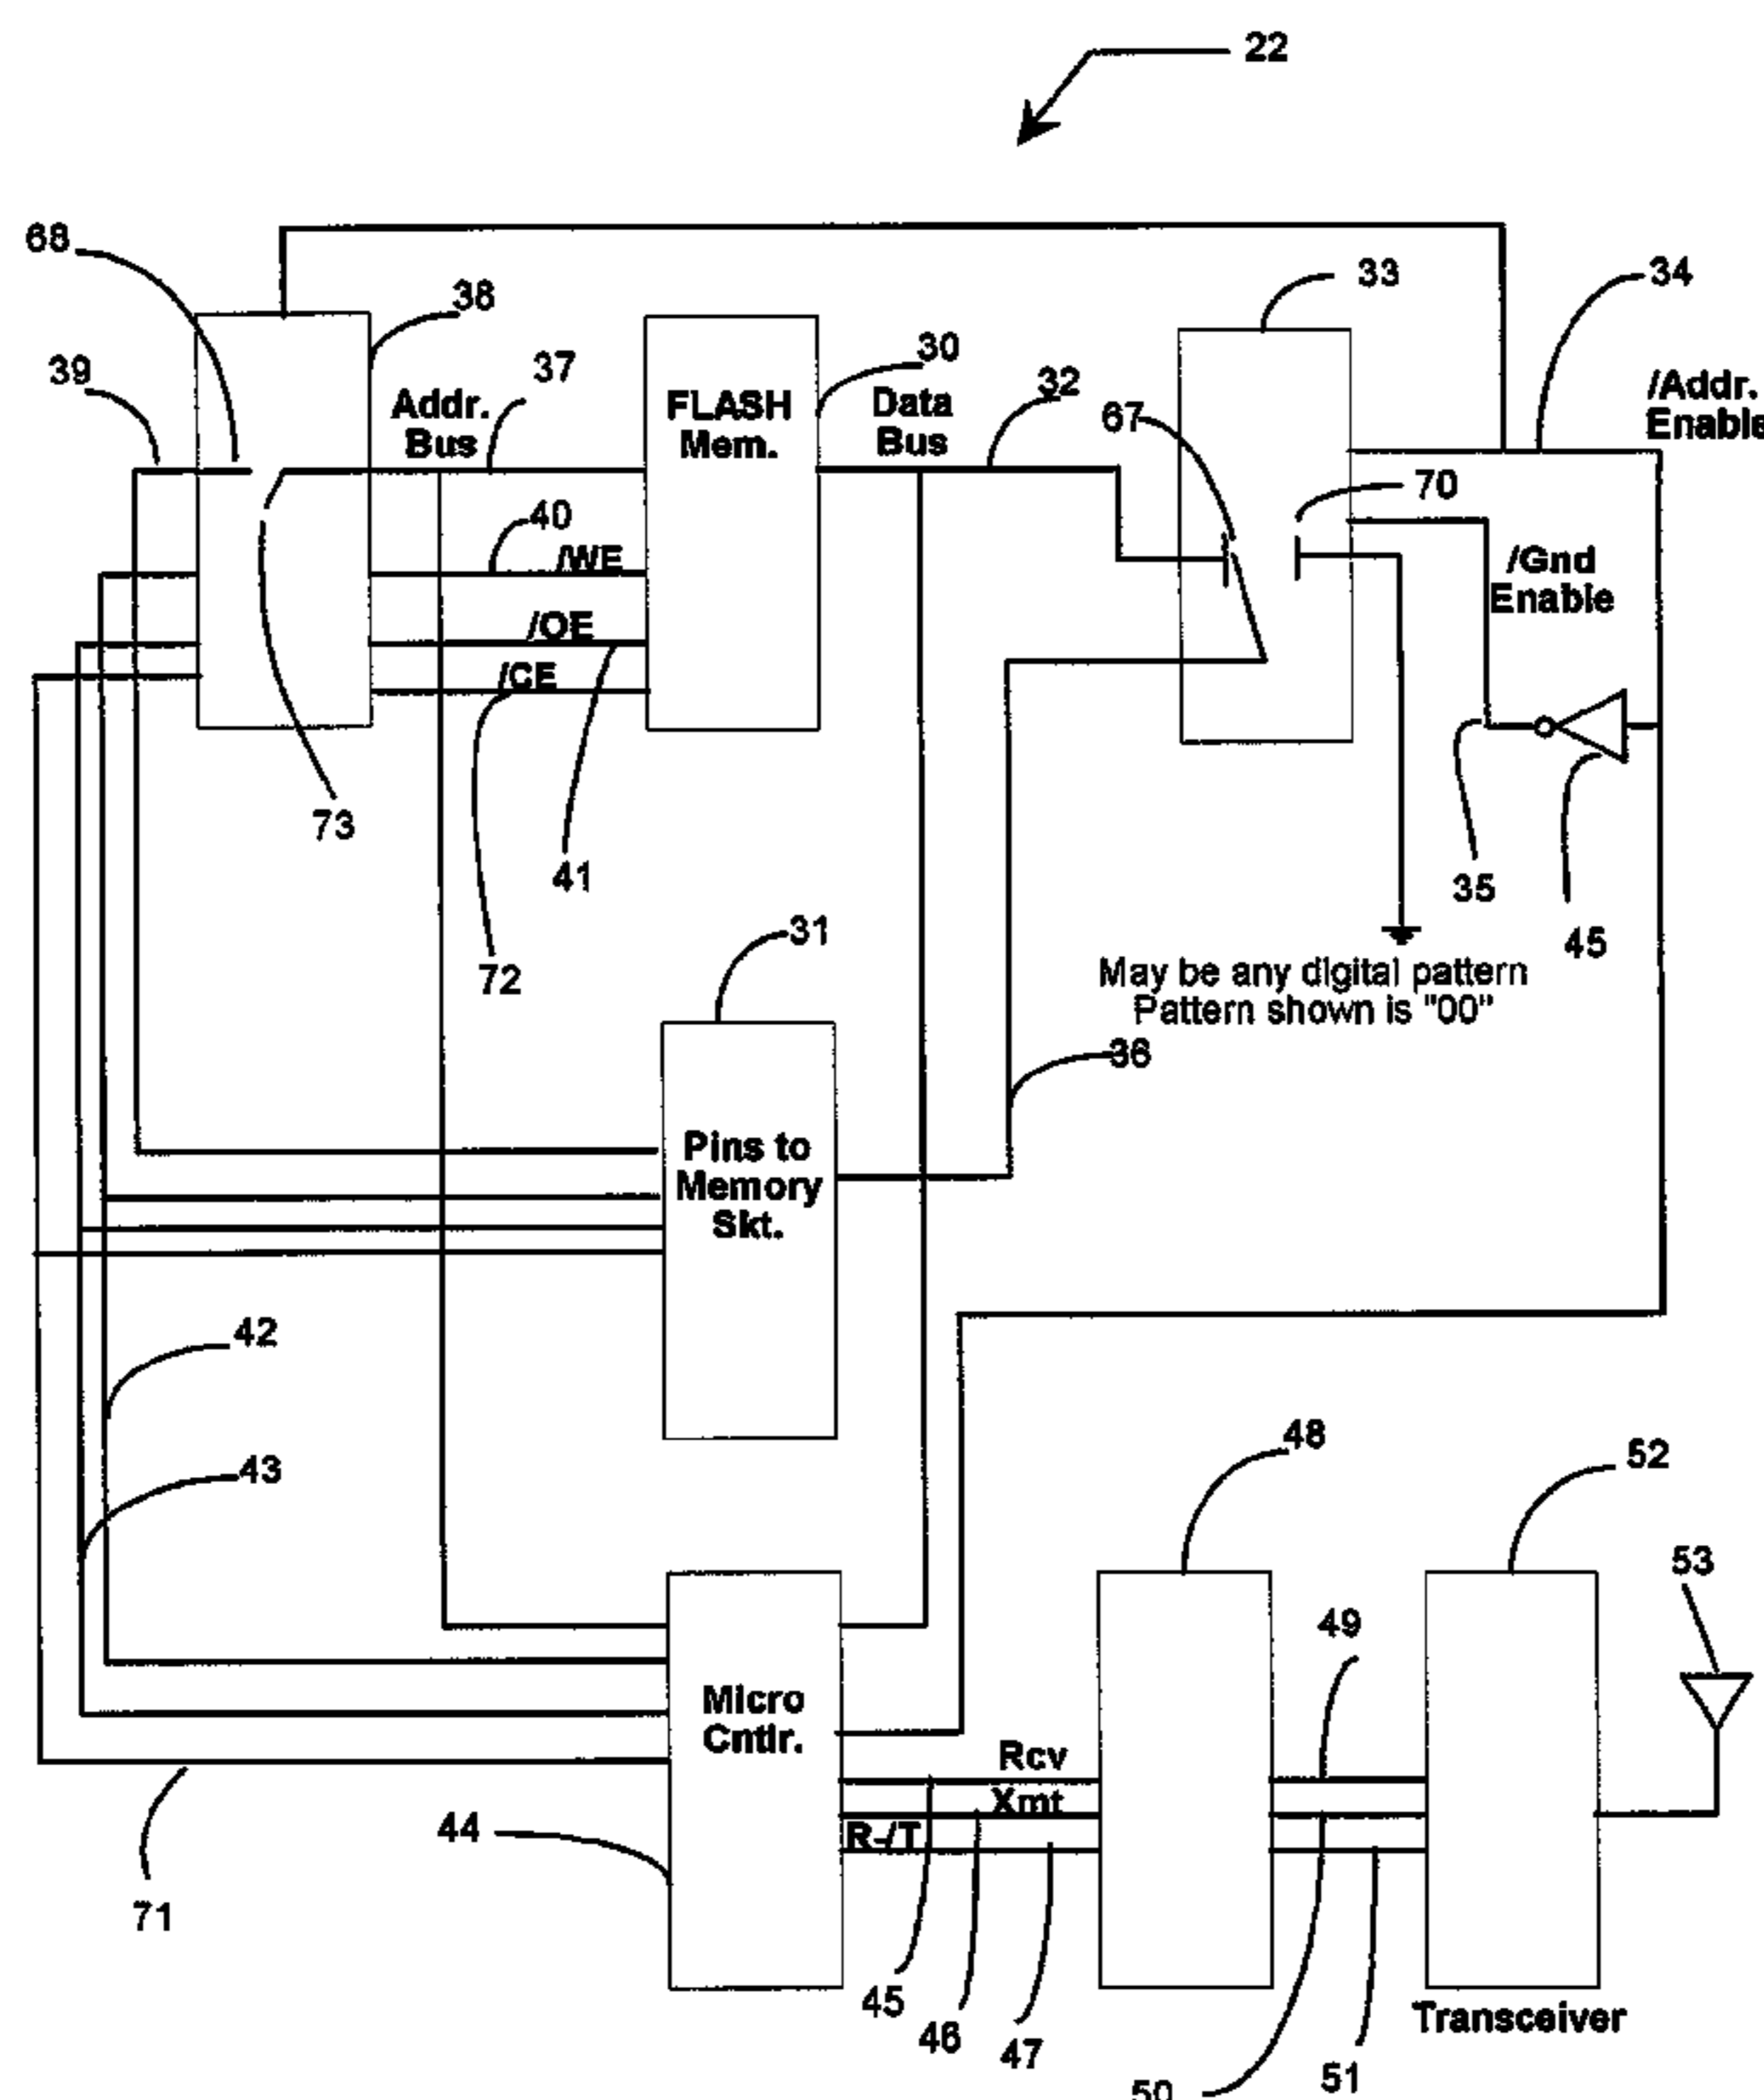 22
68
38
33
34
39
Addr.
Bus
37
FLASH
Mem.
30
Data
Bus
32
67
/Addr.
Enable
70
40
/WE
/Gnd
Enable
/OE
/CE
73
41
72
35
45
31
May be any digital pattern
Pattern shown is "00"
36
Pins to
Memory
Skt.
42
43
48
52
53
49
Micro
Cntlr.
Rcv
Xmt
R-/T
44
71
45
46
47
Transceiver
50
51